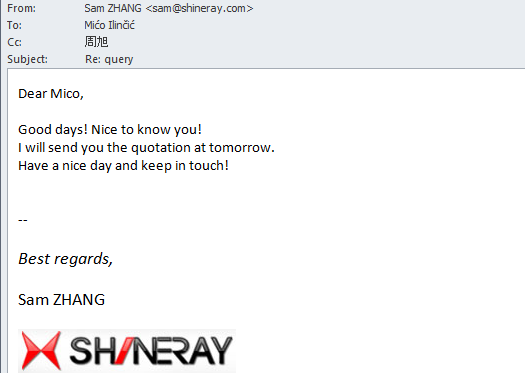 From: Sam ZHANG <sam@shineray.com>
To: Mićo Ilinčić
Cc: 周旭
Subject: Re: query
Dear Mico,
Good days! Nice to know you!
I will send you the quotation at tomorrow.
Have a nice day and keep in touch!
--
Best regards,
Sam ZHANG
SHINERAY